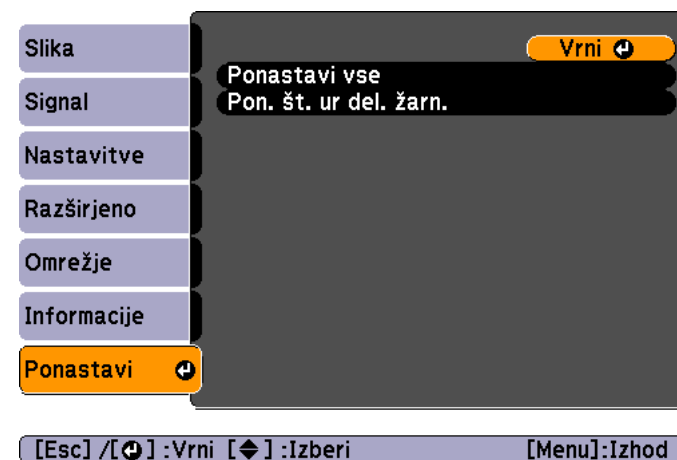 Slika
Signal
Nastavitve
Razširjeno
Omrežje
Informacije
Ponastavi
Vrni
Ponastavi vse
Pon. št. ur del. žarn.
[Esc] /[⏎] :Vrni [◆] :Izberi [Menu]:Izhod